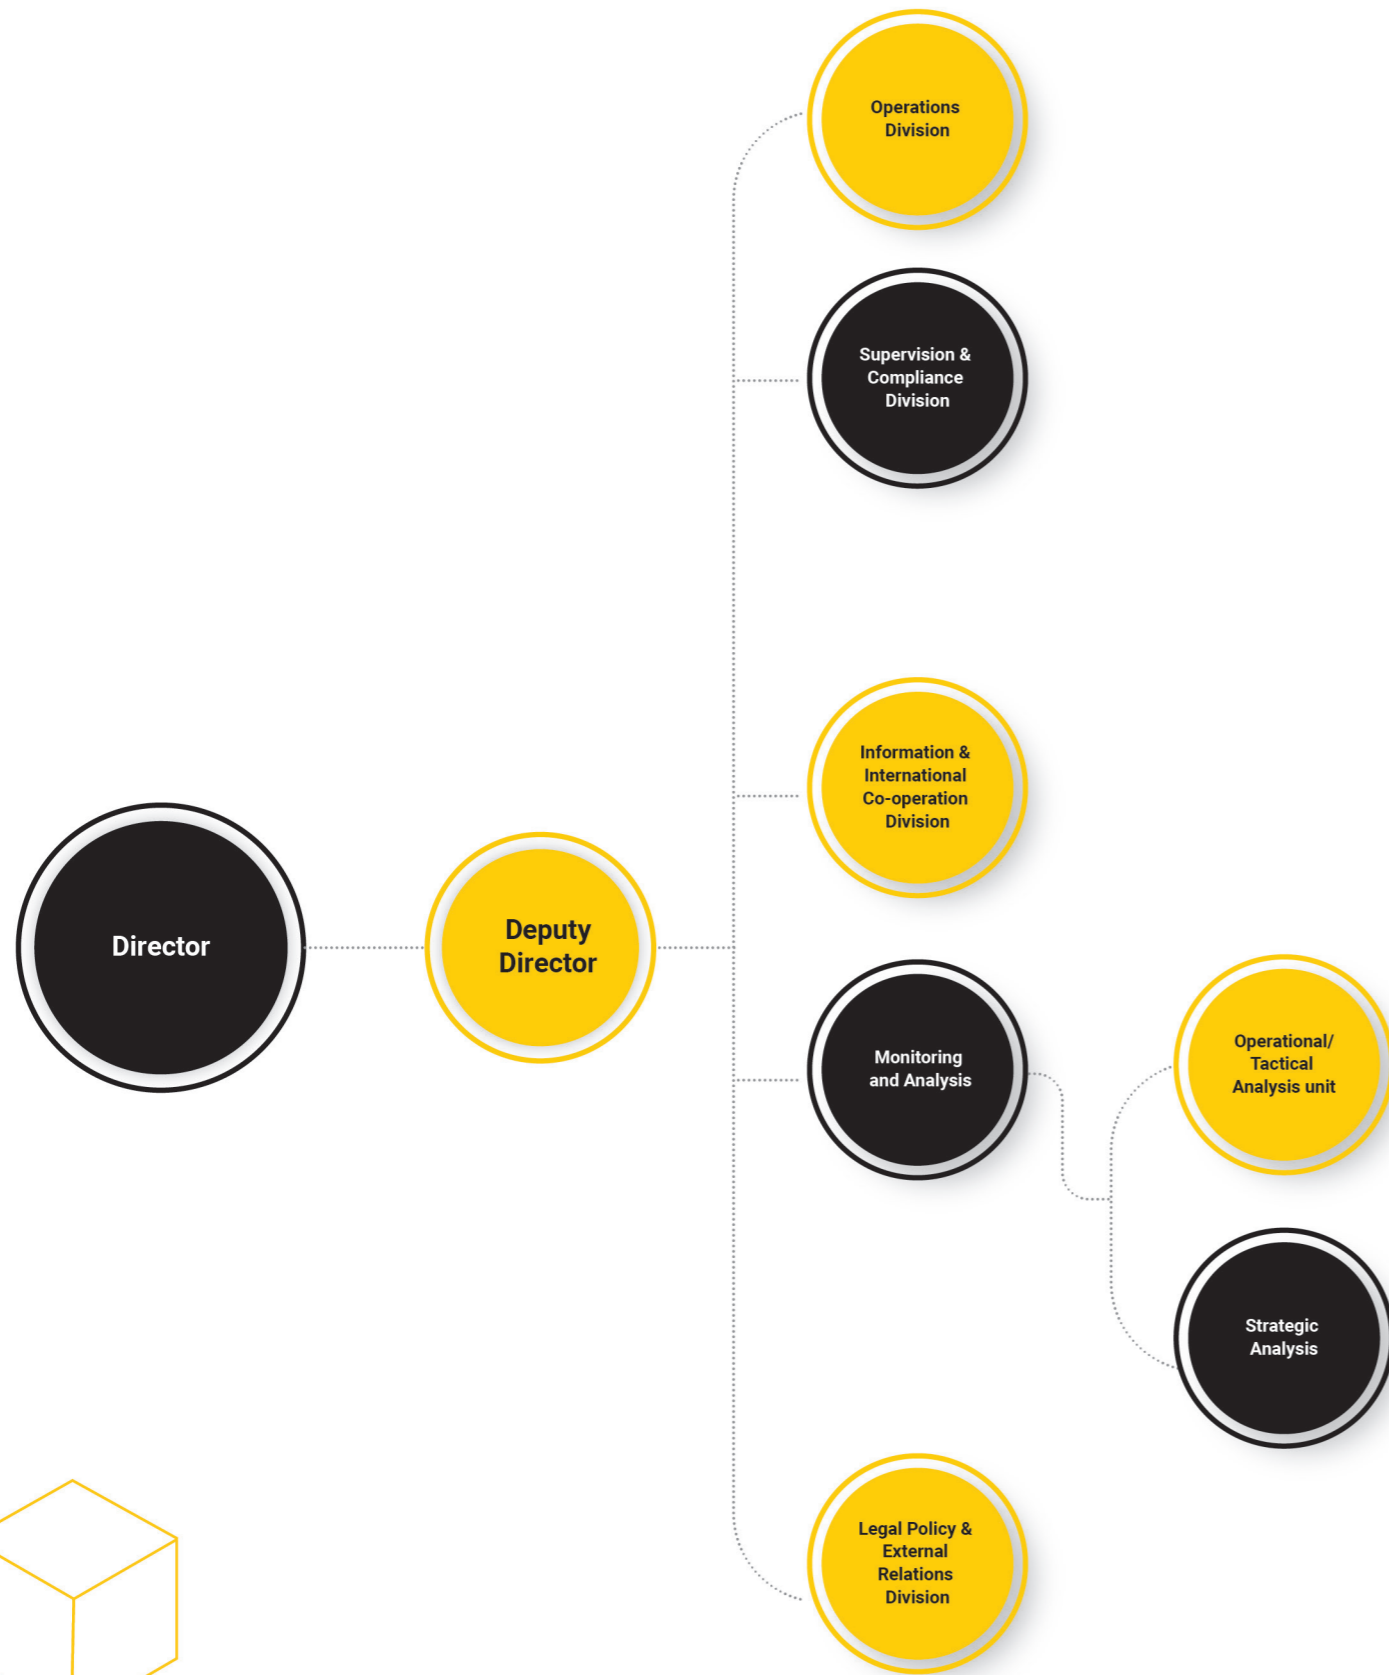 Operations
Division
Supervision &
Compliance
Division
Information &
International
Co-operation
Division
Director
Deputy
Director
Monitoring
and Analysis
Operational/
Tactical
Analysis unit
Strategic
Analysis
Legal Policy &
External
Relations
Division